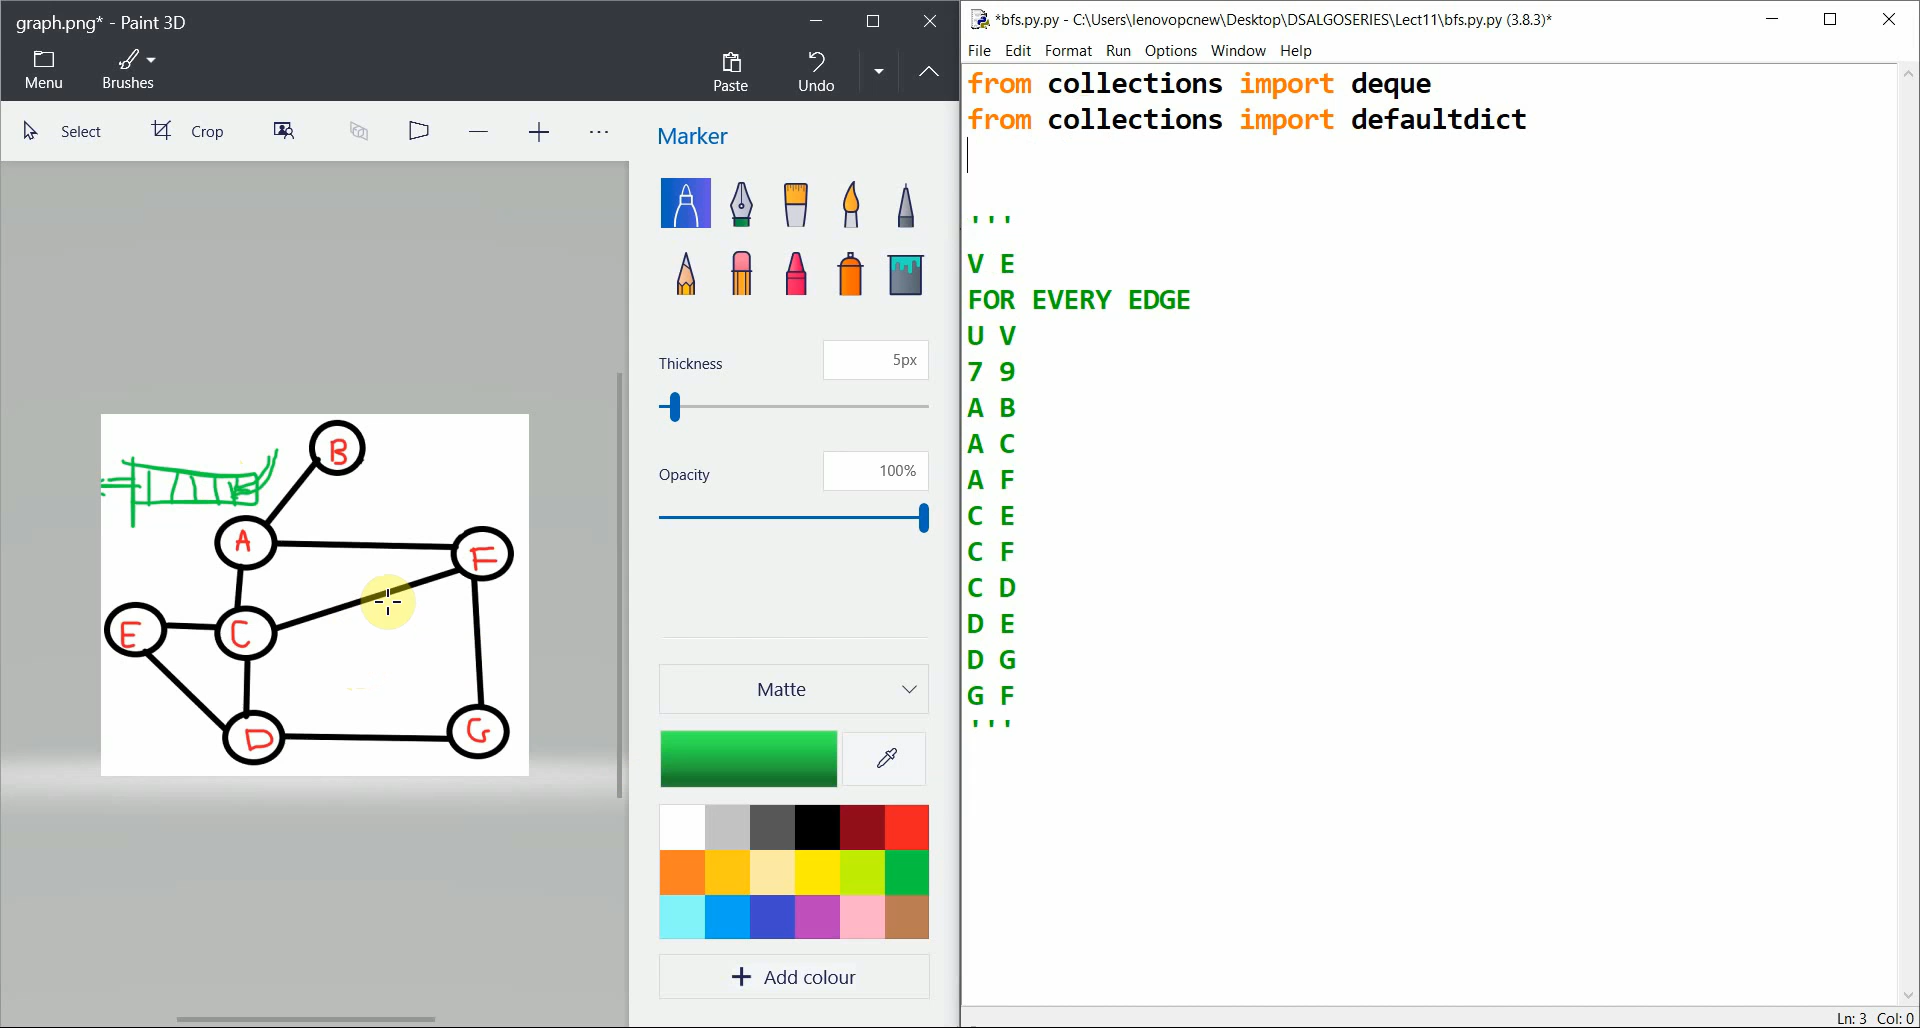 graph.png* - Paint 3D
Menu
Brushes
Paste
Undo
Select
Crop
Marker
Thickness
5px
Opacity
100%
Matte
Add colour
B
A
F
E
C
D
G
*bfs.py.py - C:\Users\lenovopcnew\Desktop\DSALGOSERIES\Lect11\bfs.py.py (3.8.3)*
File Edit Format Run Options Window Help
from collections import deque
from collections import defaultdict
'''
V E
FOR EVERY EDGE
U V
7 9
A B
A C
A F
C E
C F
C D
D E
D G
G F
'''
Ln: 3 Col: 0